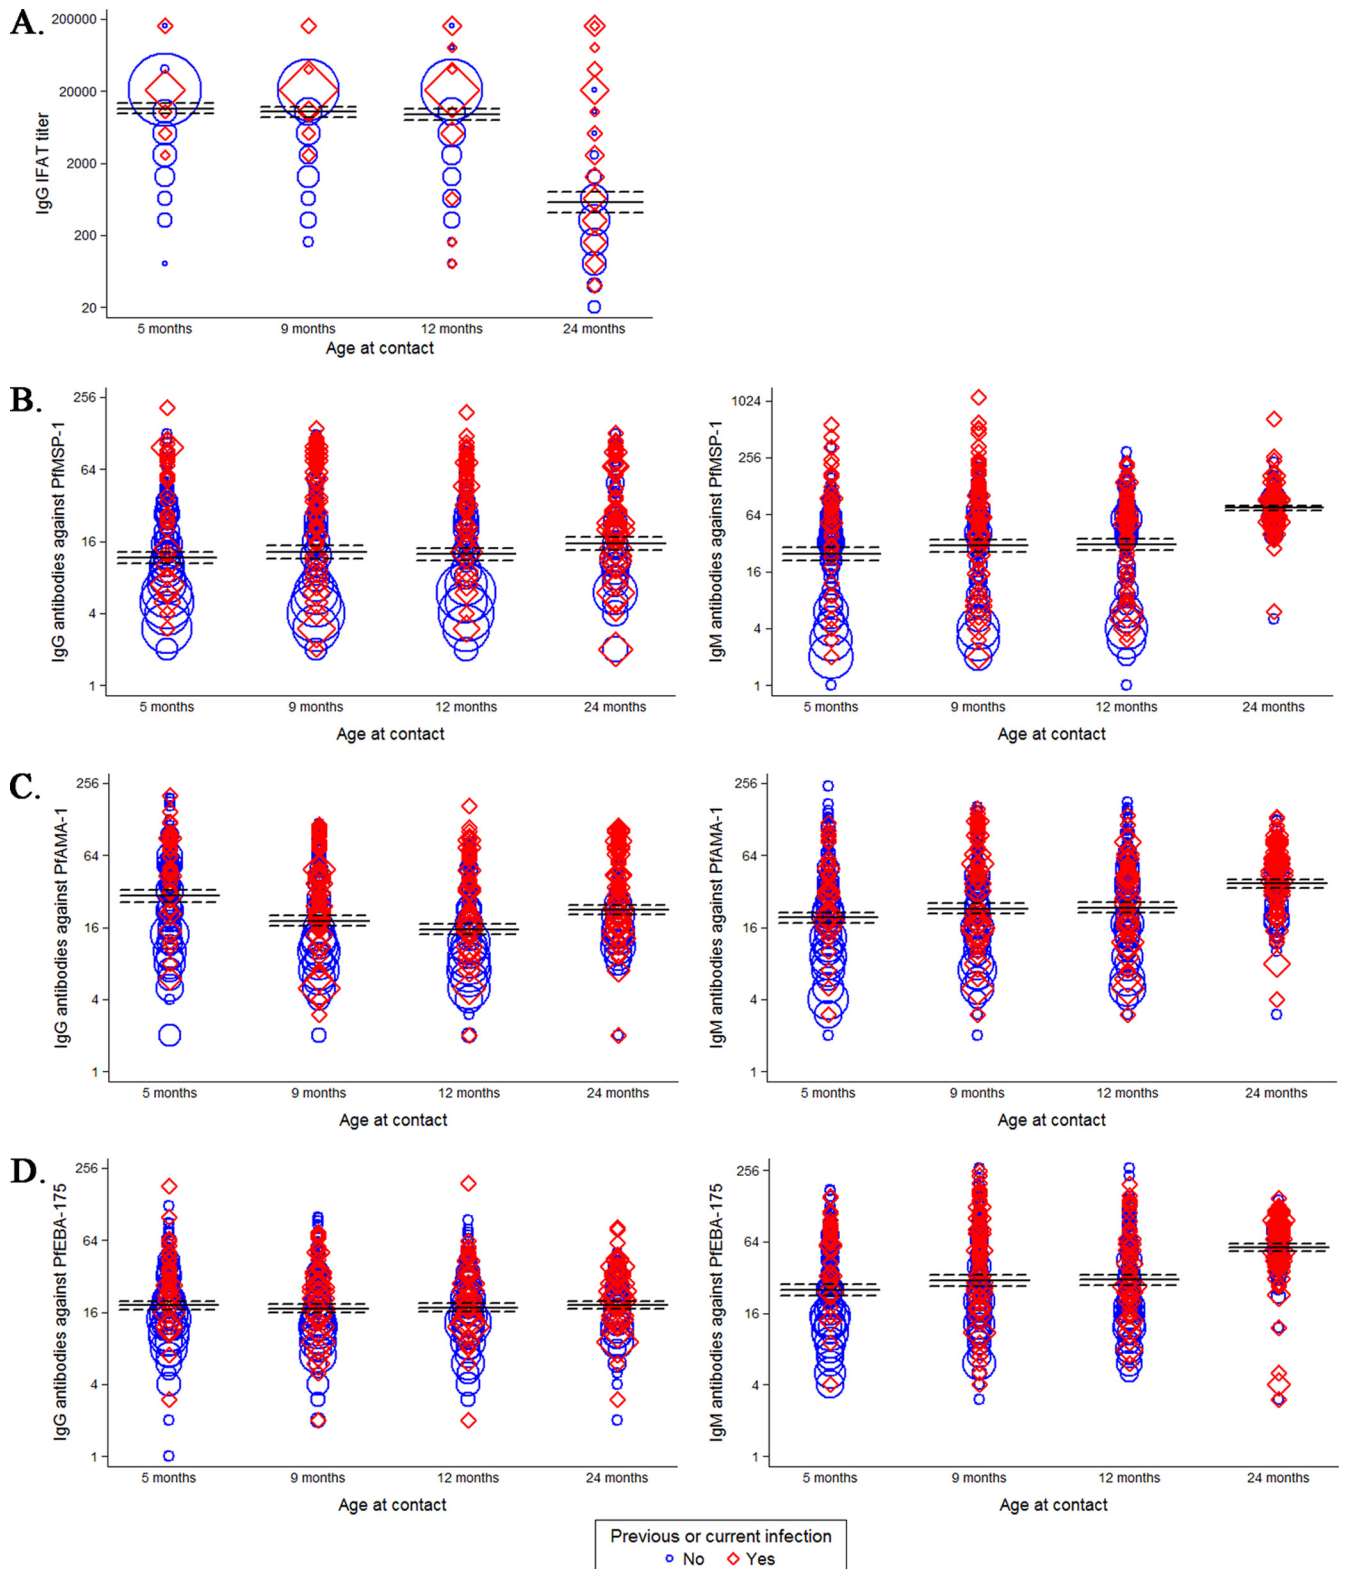 A.
IgG IFAT titer
200000
20000
2000
200
20
5 months 9 months 12 months 24 months
Age at contact
B.
IgG antibodies against PfMSP-1
256
64
16
4
1
5 months 9 months 12 months 24 months
Age at contact
IgM antibodies against PfMSP-1
1024
256
64
16
4
1
5 months 9 months 12 months 24 months
Age at contact
C.
IgG antibodies against PfAMA-1
256
64
16
4
1
5 months 9 months 12 months 24 months
Age at contact
IgM antibodies against PfAMA-1
256
64
16
4
1
5 months 9 months 12 months 24 months
Age at contact
D.
IgG antibodies against PfEBA-175
256
64
16
4
1
5 months 9 months 12 months 24 months
Age at contact
IgM antibodies against PfEBA-175
256
64
16
4
1
5 months 9 months 12 months 24 months
Age at contact
Previous or current infection
No Yes